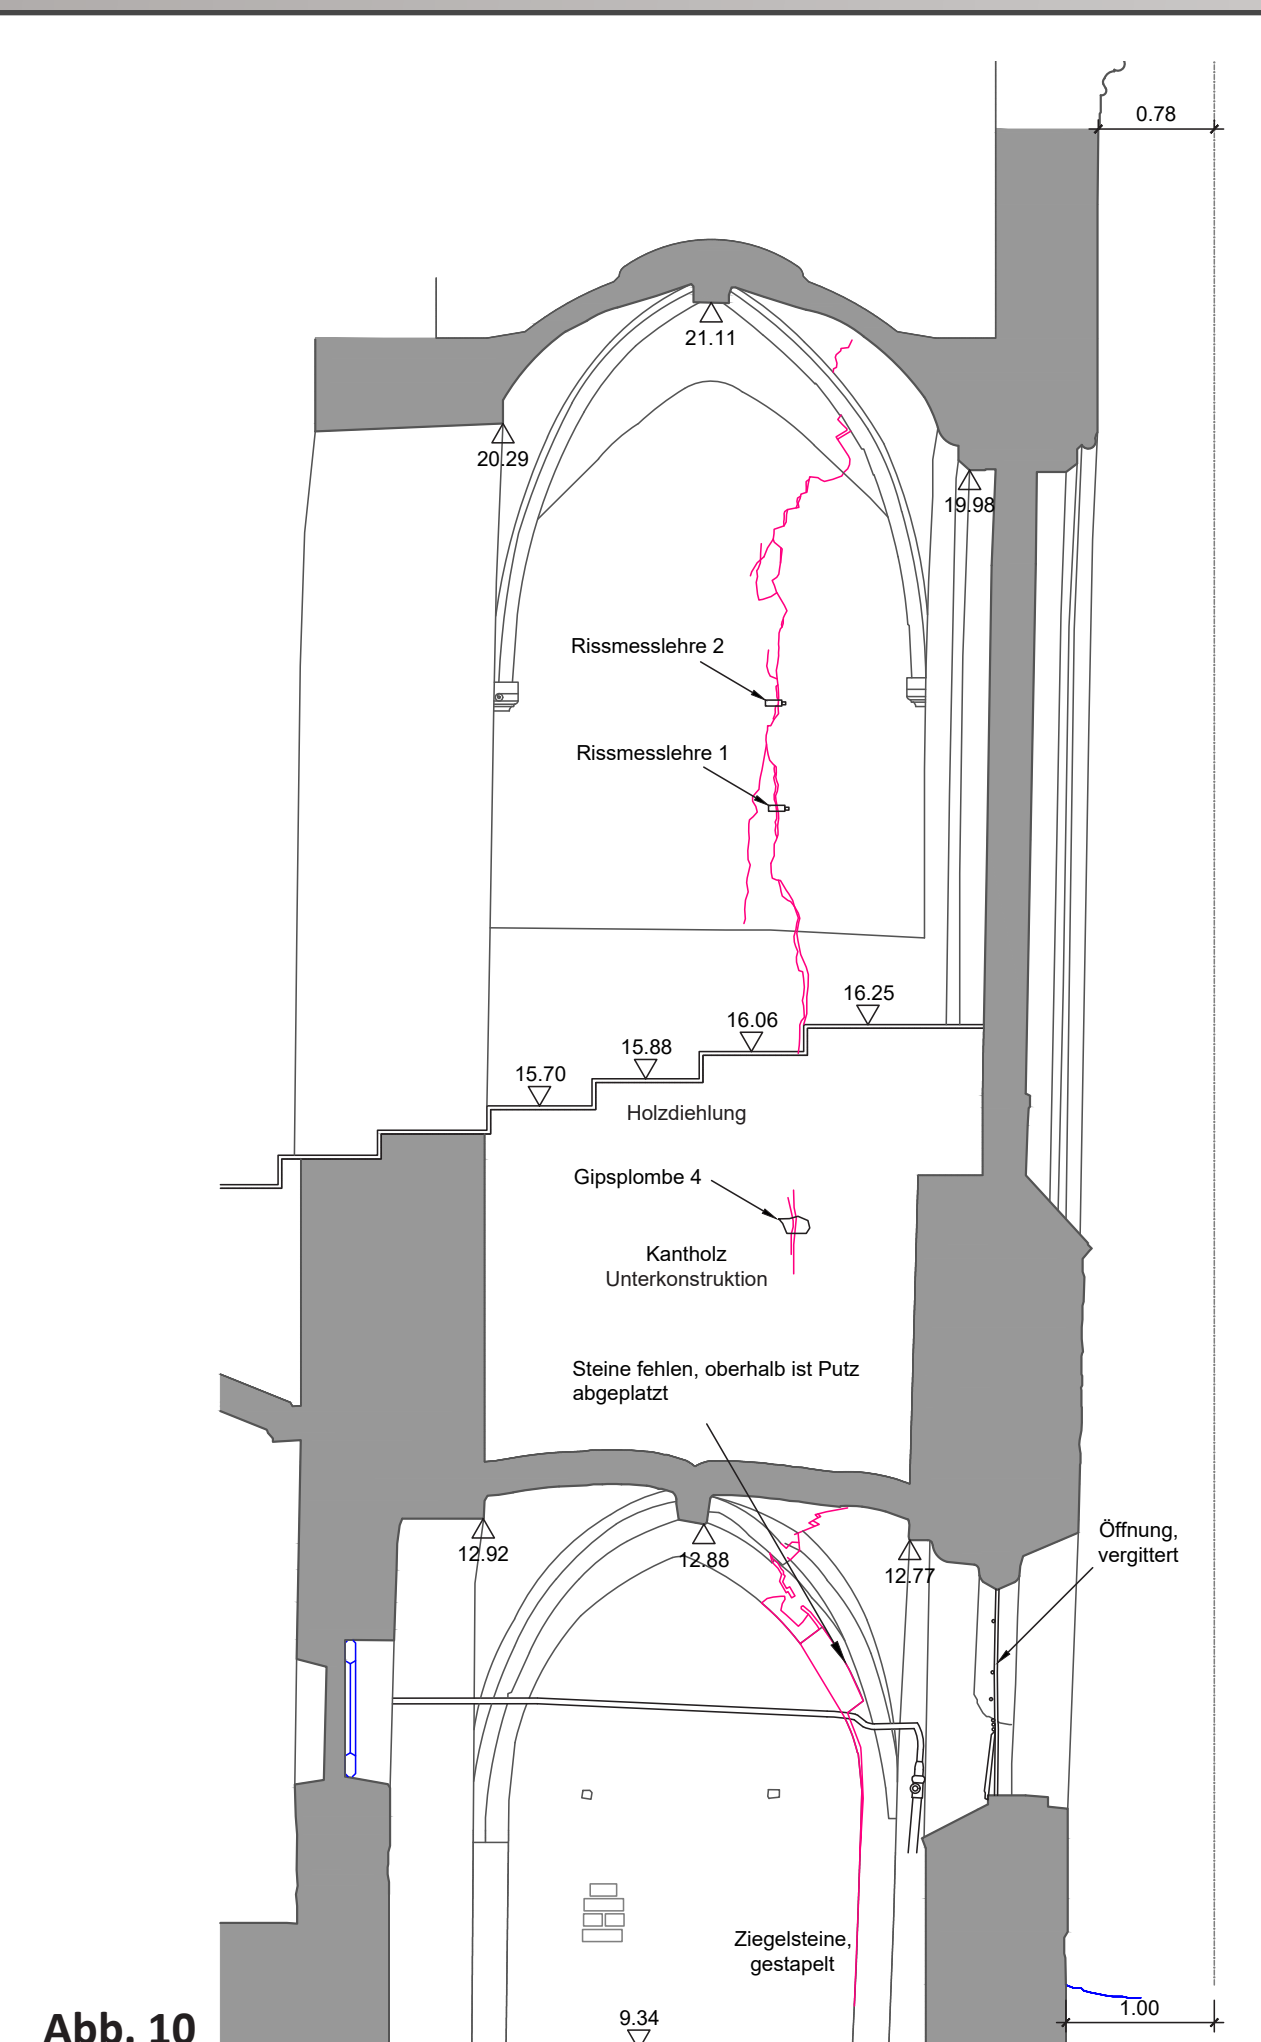 0.78
21.11
20.29
19.98
Rissmesslehre 2
Rissmesslehre 1
16.25
16.06
15.88
15.70
Holzdiehlung
Gipsplombe 4
Kantholz
Unterkonstruktion
Steine fehlen, oberhalb ist Putz
abgeplatzt
Öffnung,
vergittert
12.92
12.88
12.77
Ziegelsteine,
gestapelt
1.00
9.34
Abb. 10